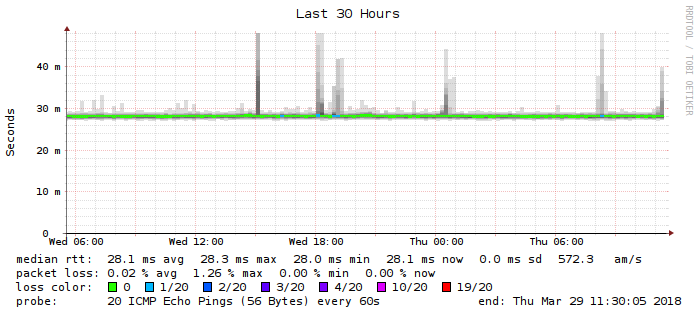 Last 30 Hours
RRDTOOL / TOBI OETIKER
Seconds
40 m
30 m
20 m
10 m
0
Wed 06:00 Wed 12:00 Wed 18:00 Thu 00:00 Thu 06:00
median rtt: 28.1 ms avg 28.3 ms max 28.0 ms min 28.1 ms now 0.0 ms sd 572.3 am/s
packet loss: 0.02 % avg 1.26 % max 0.00 % min 0.00 % now
loss color: 0 1/20 2/20 3/20 4/20 10/20 19/20
probe: 20 ICMP Echo Pings (56 Bytes) every 60s end: Thu Mar 29 11:30:05 2018